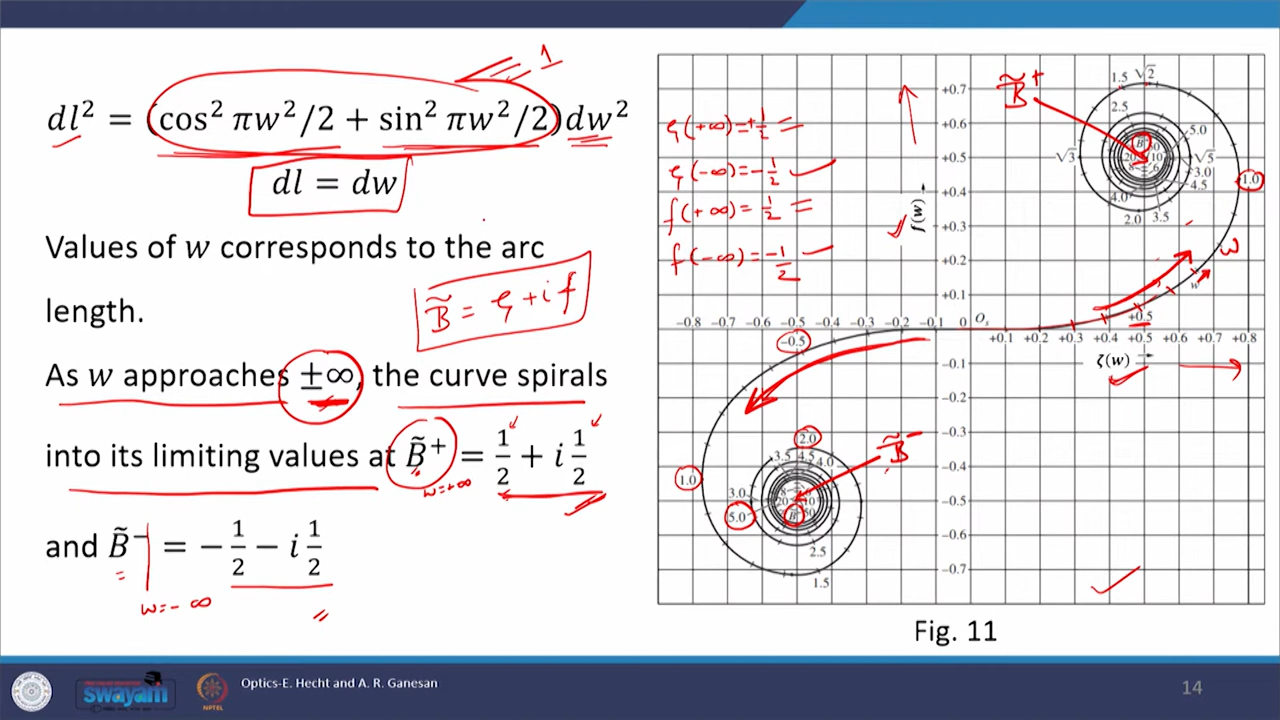 dl² = (cos² πw²/2 + sin² πw²/2)dw²
1
dl = dw
Values of w corresponds to the arc
length.
B̃ = ζ + i f
As w approaches ±∞, the curve spirals
into its limiting values at B̃⁺ = 1/2 + i 1/2
w=+∞
and B̃⁻ = −1/2 − i 1/2
w=−∞
ζ(+∞)=+1/2
ζ(−∞)=−1/2
f(+∞)=1/2
f(−∞)=−1/2
B̃⁺
1.5 √2
2.5
5.0
√3
√5
3.0
4.5
4.0
2.0 3.5
1.0
B
20 10
8 6
+0.7
+0.6
+0.5
+0.4
+0.3
+0.2
+0.1
f(w)
w
w
+0.5
−0.8 −0.7 −0.6 −0.5 −0.4 −0.3 −0.2 −0.1 0 Oₛ
+0.1 +0.2 +0.3 +0.4 +0.5 +0.6 +0.7 +0.8
ζ(w)
−0.5
−0.1
−0.2
−0.3
−0.4
−0.5
−0.6
−0.7
B̃⁻
2.0
3.5 4.5 4.0
1.0
3.0
5.0
20 10
B
2.5
1.5
Fig. 11
swayam
NPTEL
Optics-E. Hecht and A. R. Ganesan
14